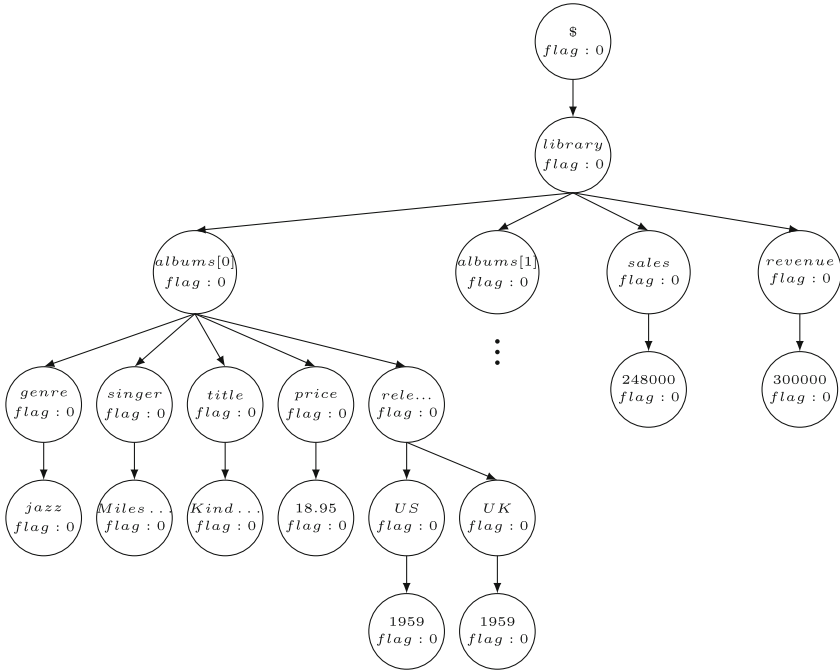 $
flag : 0
library
flag : 0
albums[0]
flag : 0
albums[1]
flag : 0
sales
flag : 0
revenue
flag : 0
genre
flag : 0
singer
flag : 0
title
flag : 0
price
flag : 0
rele...
flag : 0
248000
flag : 0
300000
flag : 0
jazz
flag : 0
Miles...
flag : 0
Kind...
flag : 0
18.95
flag : 0
US
flag : 0
UK
flag : 0
1959
flag : 0
1959
flag : 0